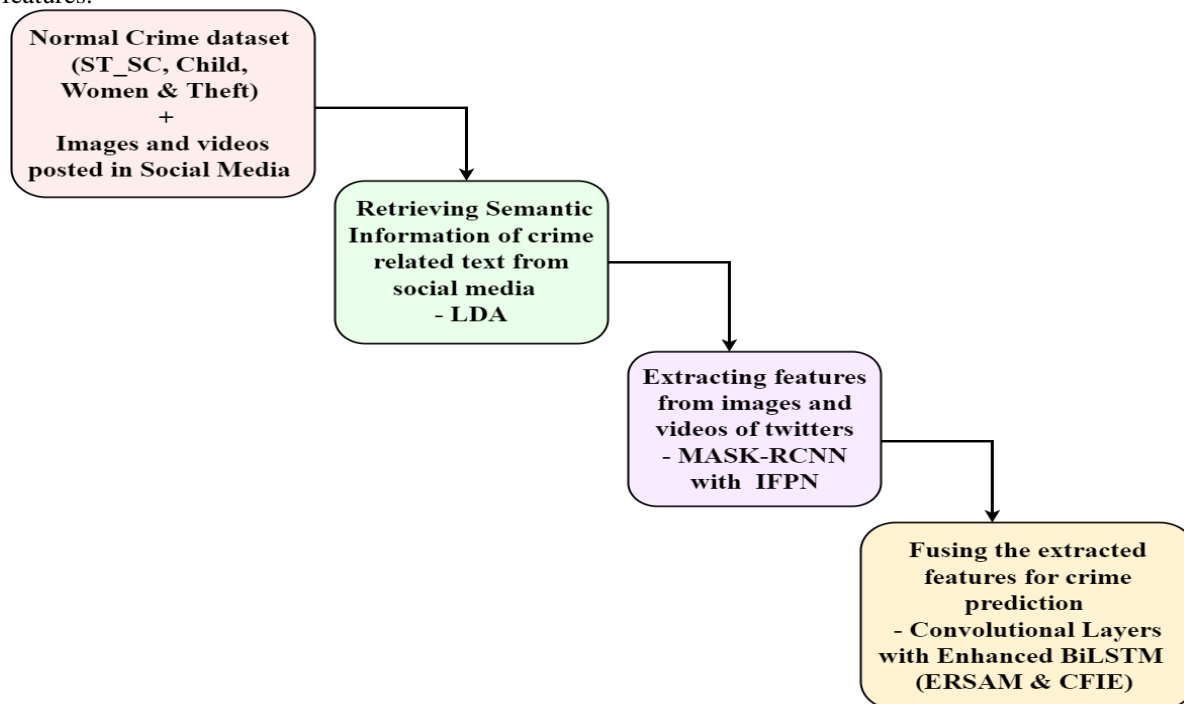 features.
Normal Crime dataset
(ST_SC, Child,
Women & Theft)
+
Images and videos
posted in Social Media
Retrieving Semantic
Information of crime
related text from
social media
- LDA
Extracting features
from images and
videos of twitters
- MASK-RCNN
with IFPN
Fusing the extracted
features for crime
prediction
- Convolutional Layers
with Enhanced BiLSTM
(ERSAM & CFIE)